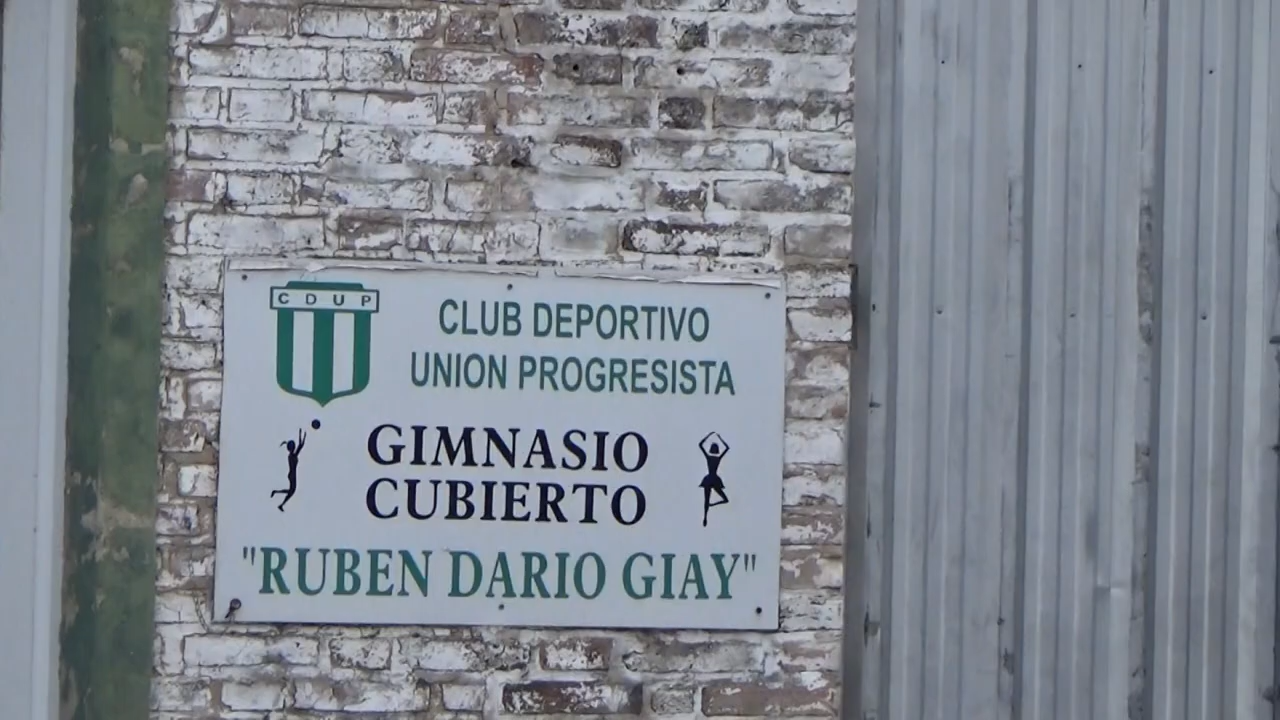 CDUP
CLUB DEPORTIVO
UNION PROGRESISTA
GIMNASIO
CUBIERTO
"RUBEN DARIO GIAY"